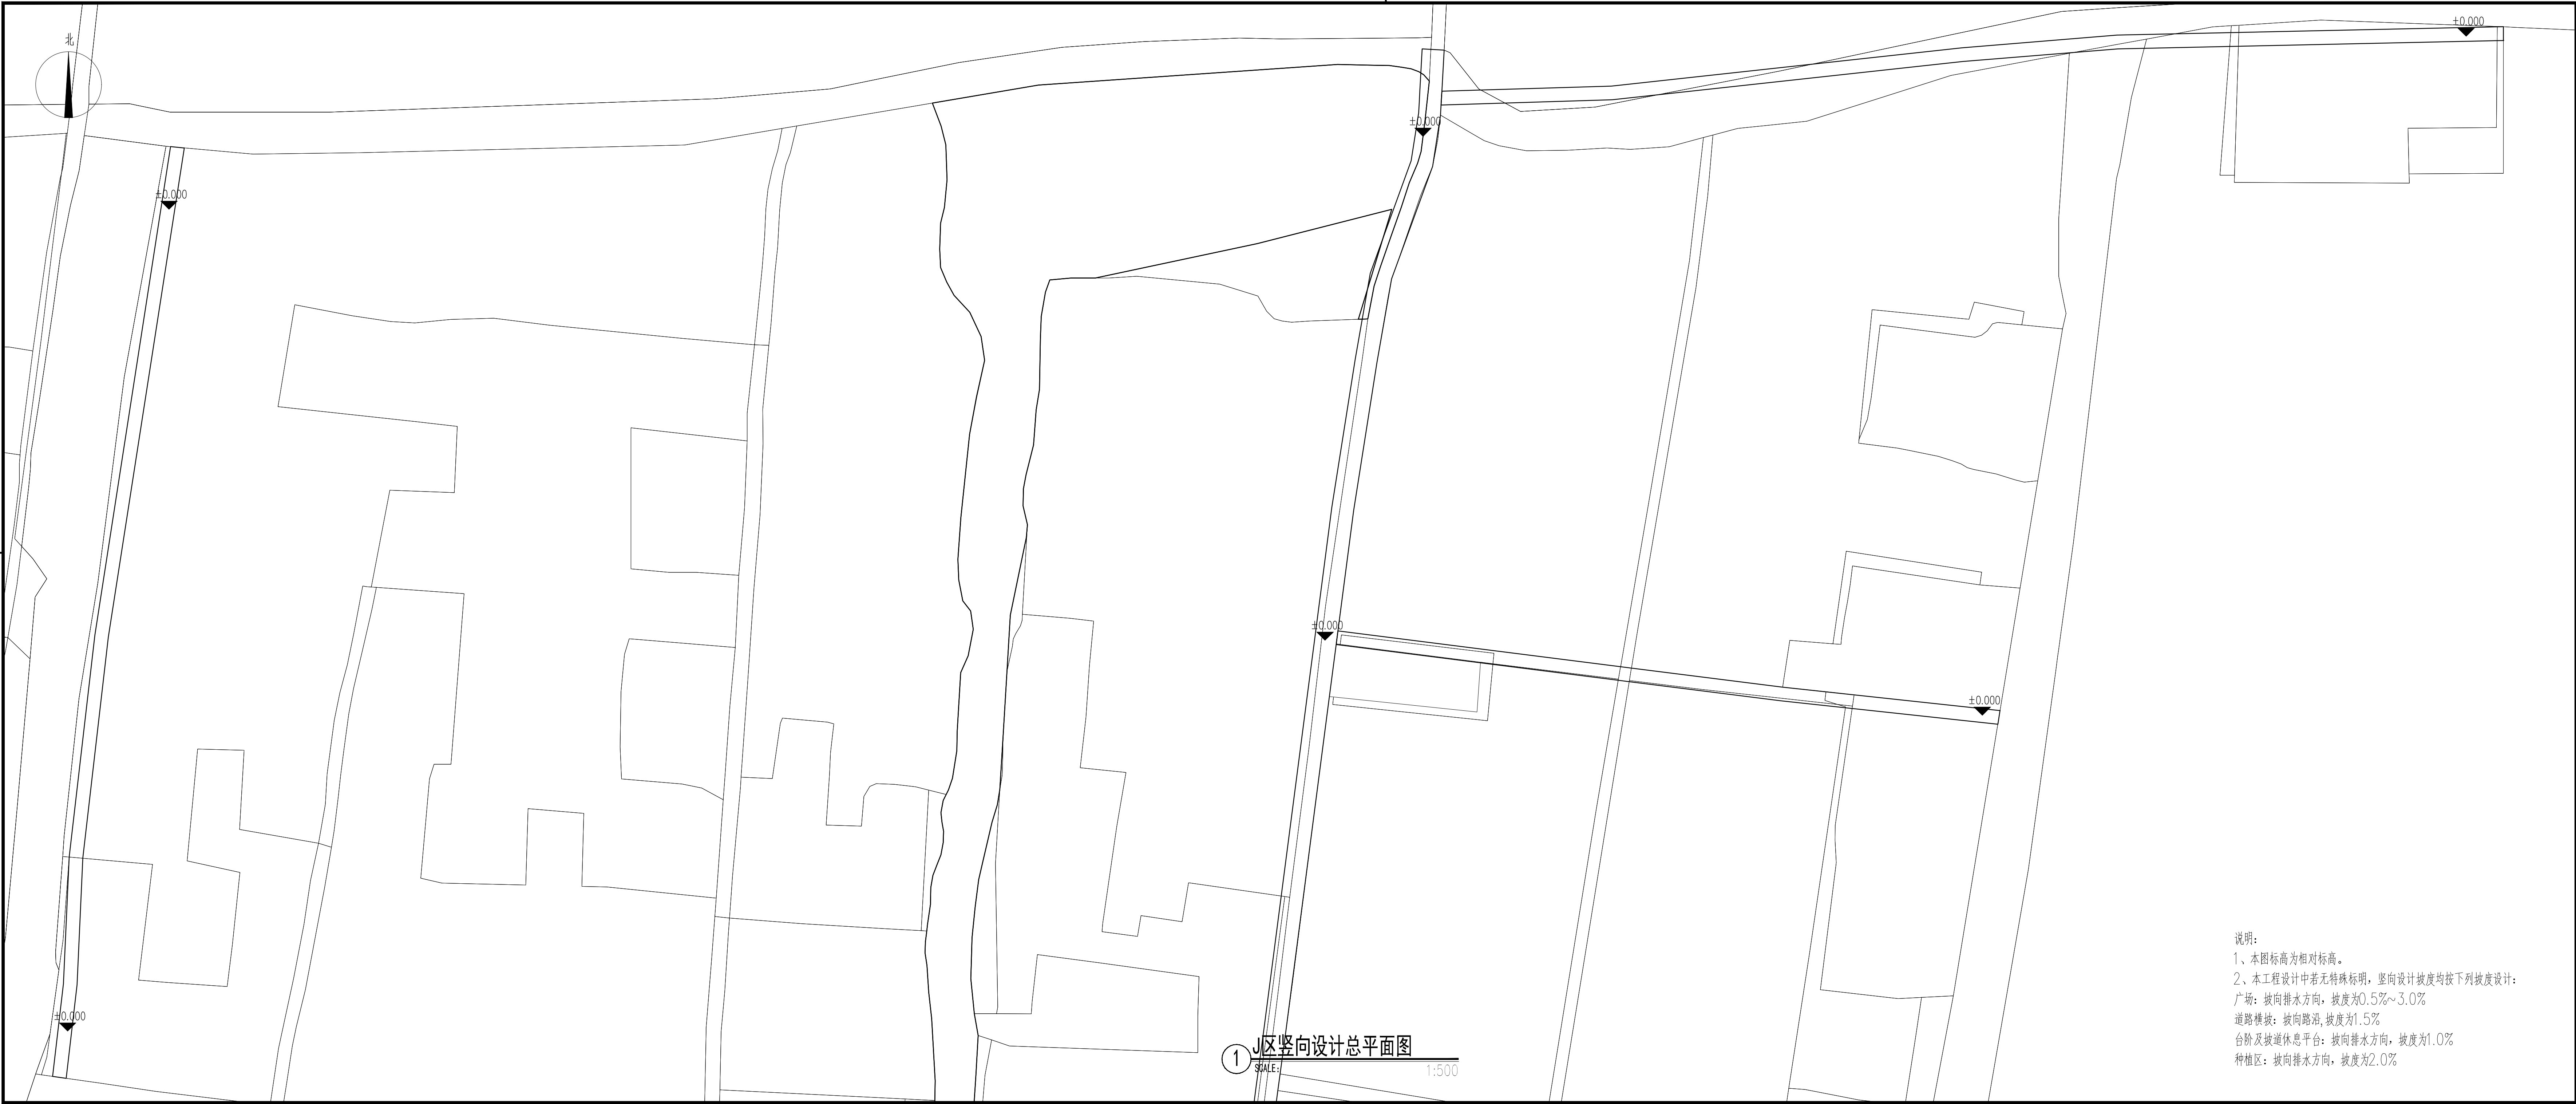 北
±0.000
±0.000
±0.000
±0.000
±0.000
±0.000
±0.000
1
J区竖向设计总平面图
SCALE:
1:500
说明:
1、本图标高为相对标高。
2、本工程设计中若无特殊标明，竖向设计坡度均按下列坡度设计:
广场: 坡向排水方向，坡度为0.5%~3.0%
道路横坡: 坡向路沿,坡度为1.5%
台阶及坡道休息平台: 坡向排水方向，坡度为1.0%
种植区: 坡向排水方向，坡度为2.0%